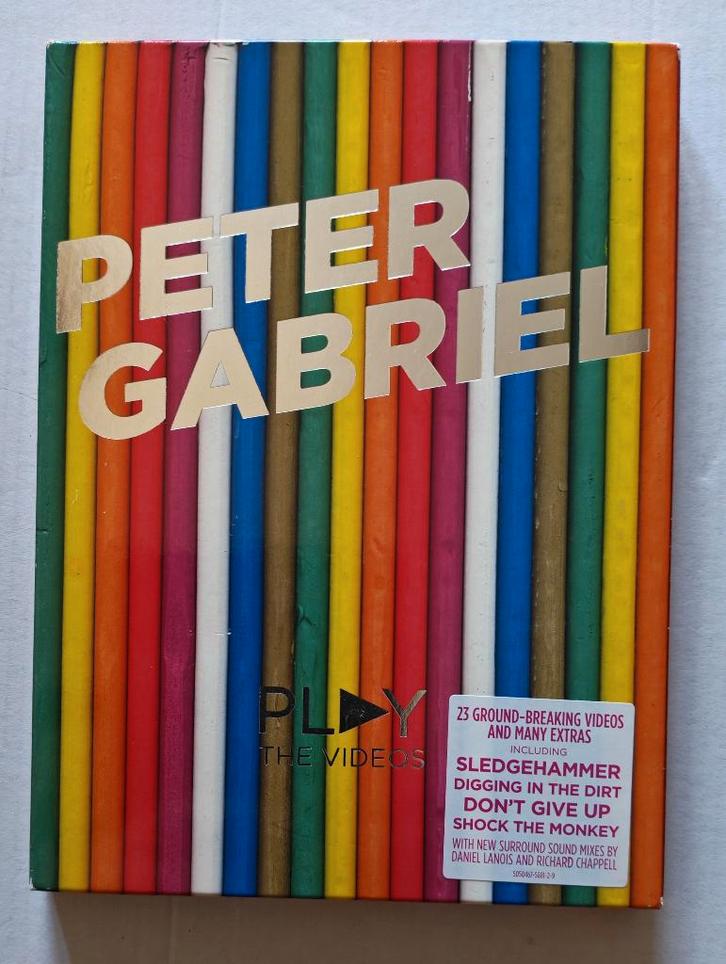 PETER
GABRIEL
PLAY
THE VIDEOS
23 GROUND-BREAKING VIDEOS
AND MANY EXTRAS
INCLUDING
SLEDGEHAMMER
DIGGING IN THE DIRT
DON'T GIVE UP
SHOCK THE MONKEY
WITH NEW SURROUND SOUND MIXES BY
DANIEL LANOIS AND RICHARD CHAPPELL